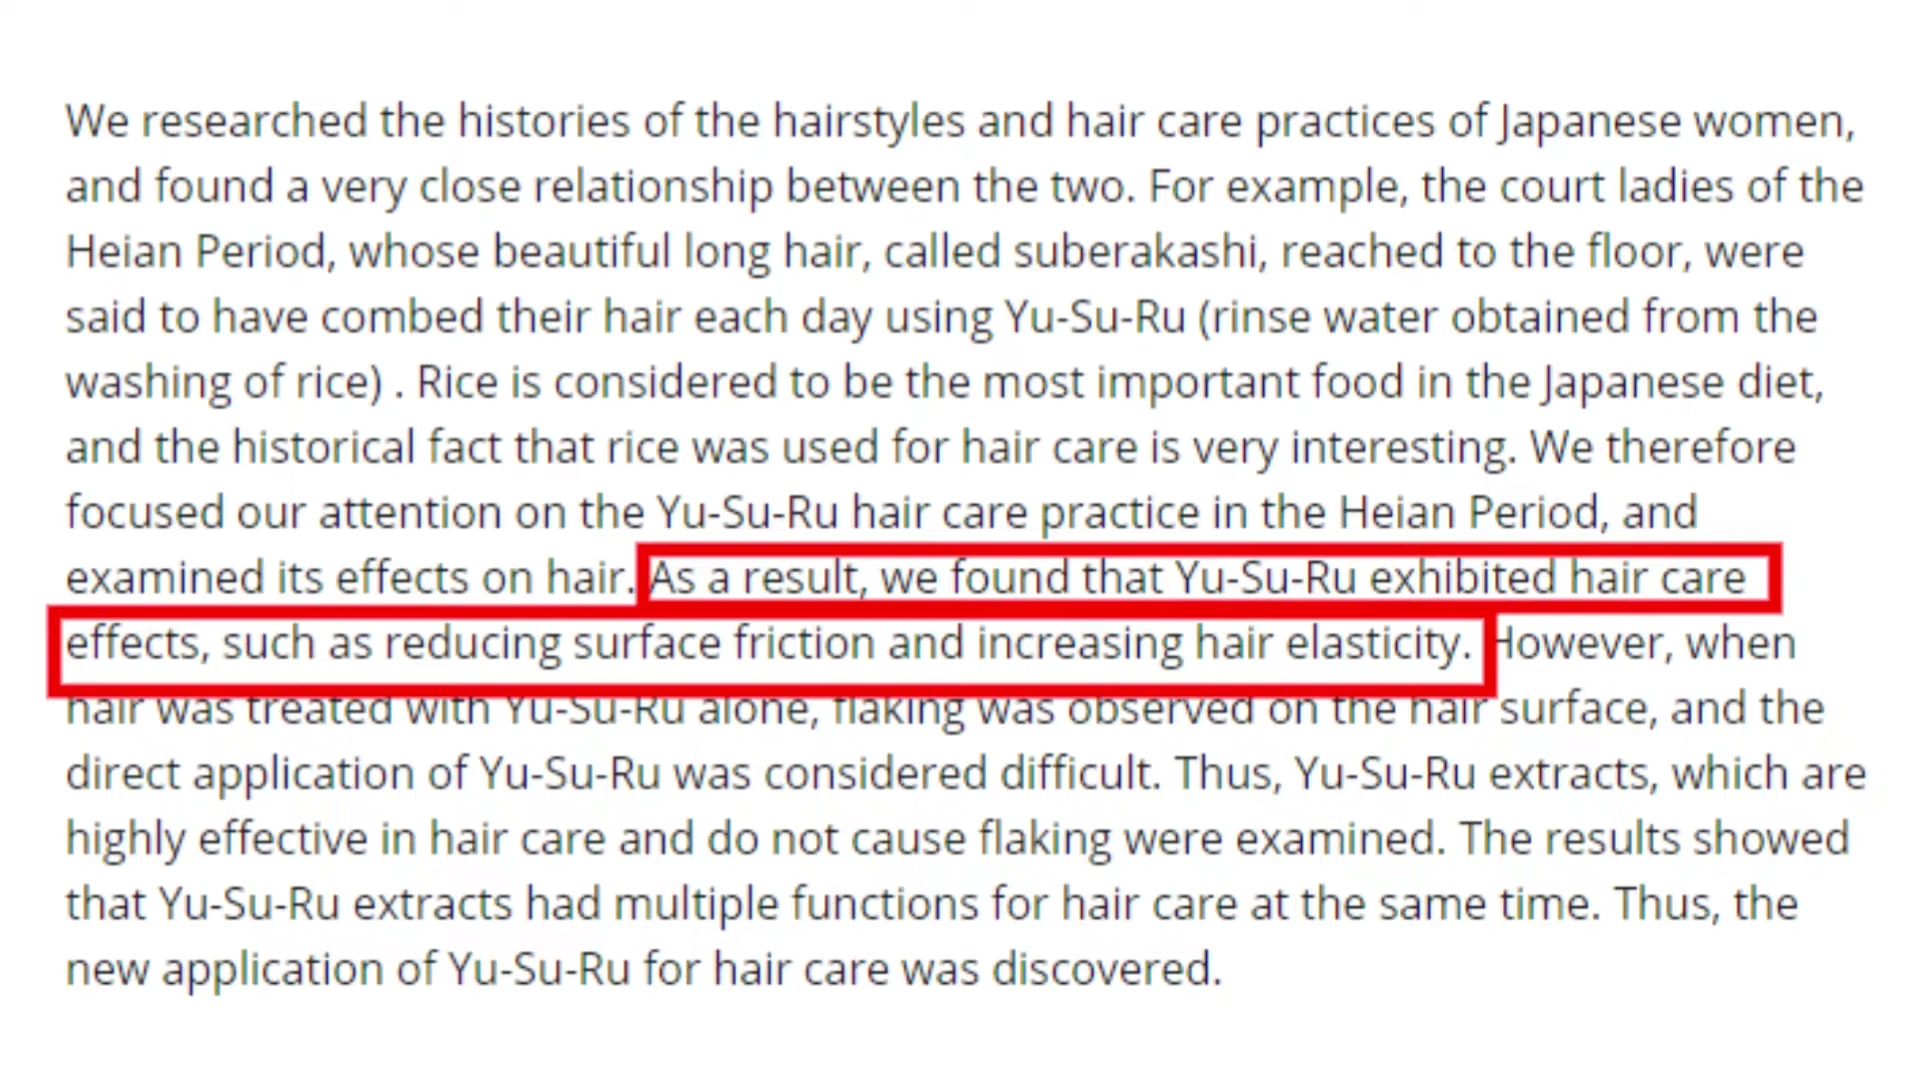 We researched the histories of the hairstyles and hair care practices of Japanese women,
and found a very close relationship between the two. For example, the court ladies of the
Heian Period, whose beautiful long hair, called suberakashi, reached to the floor, were
said to have combed their hair each day using Yu-Su-Ru (rinse water obtained from the
washing of rice) . Rice is considered to be the most important food in the Japanese diet,
and the historical fact that rice was used for hair care is very interesting. We therefore
focused our attention on the Yu-Su-Ru hair care practice in the Heian Period, and
examined its effects on hair. As a result, we found that Yu-Su-Ru exhibited hair care
effects, such as reducing surface friction and increasing hair elasticity. However, when
hair was treated with Yu-Su-Ru alone, flaking was observed on the hair surface, and the
direct application of Yu-Su-Ru was considered difficult. Thus, Yu-Su-Ru extracts, which are
highly effective in hair care and do not cause flaking were examined. The results showed
that Yu-Su-Ru extracts had multiple functions for hair care at the same time. Thus, the
new application of Yu-Su-Ru for hair care was discovered.